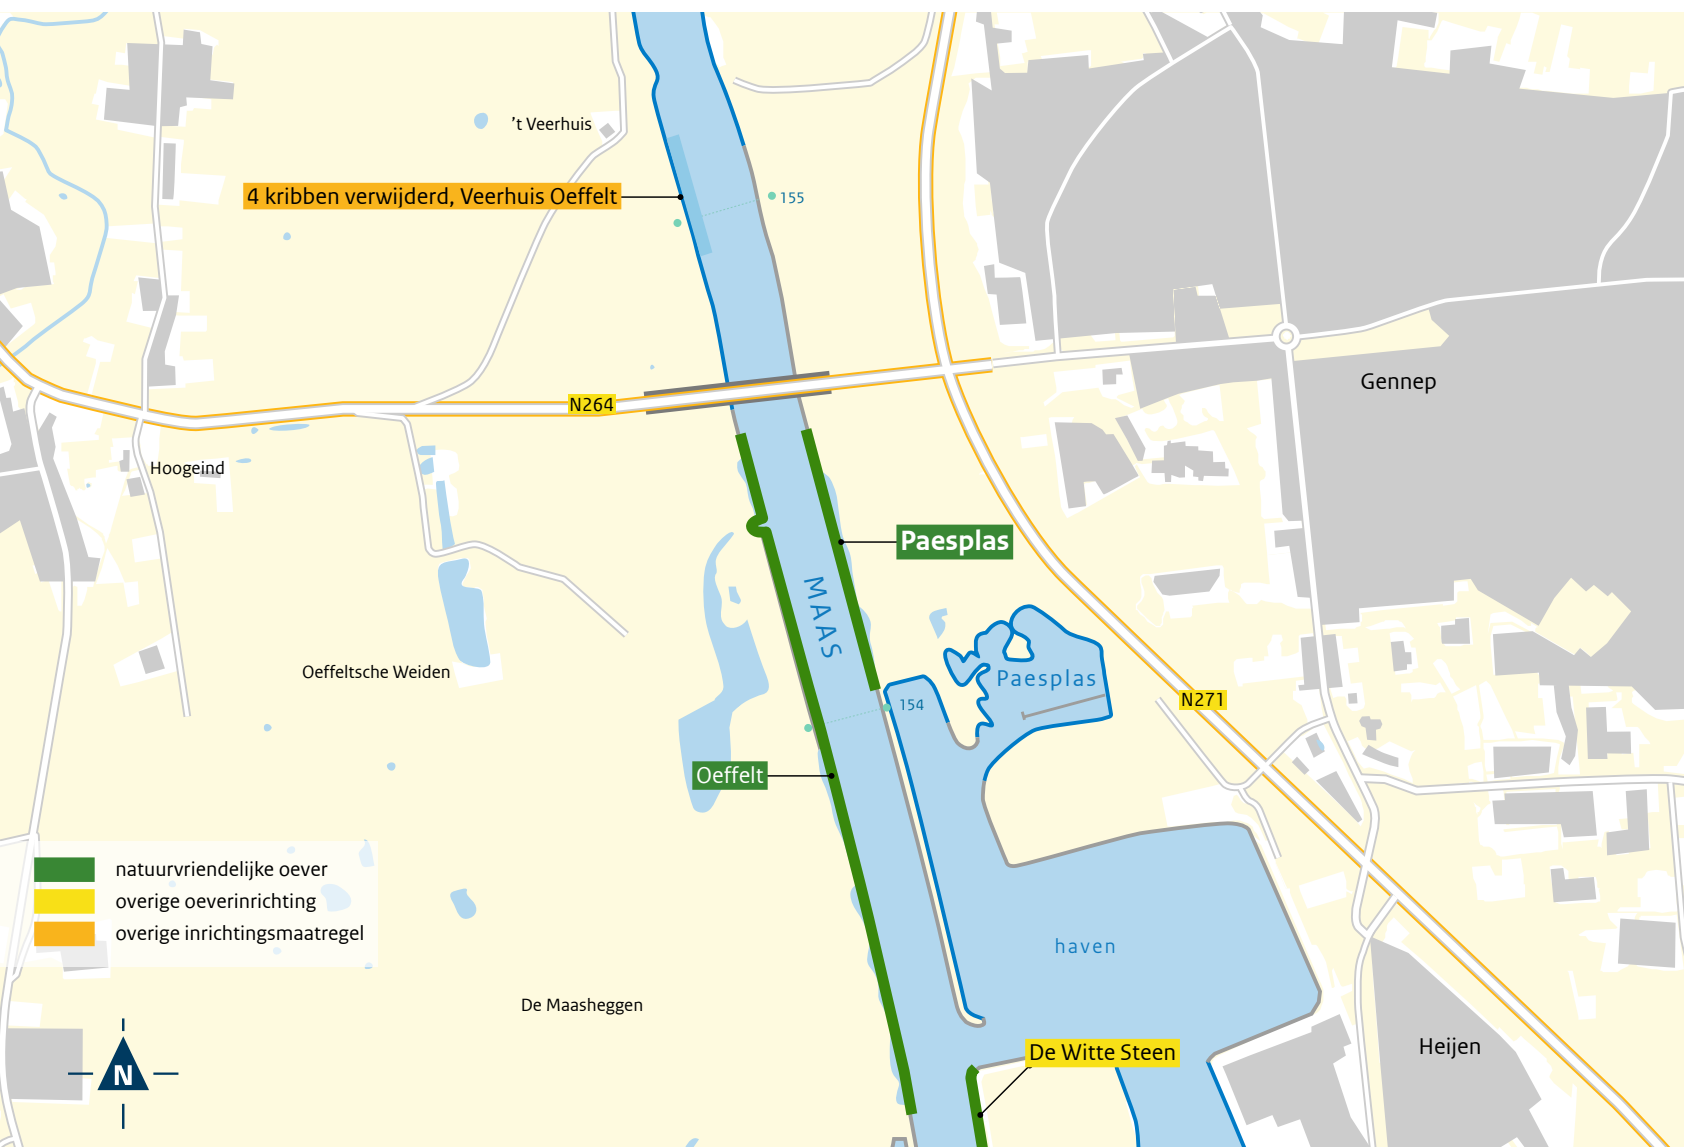 't Veerhuis
4 kribben verwijderd, Veerhuis Oeffelt
155
Gennep
N264
Hoogeind
Paesplas
MAAS
Oeffeltsche Weiden
Paesplas
N271
154
Oeffelt
natuurvriendelijke oever
overige oeverinrichting
overige inrichtingsmaatregel
haven
De Maasheggen
De Witte Steen
Heijen
N